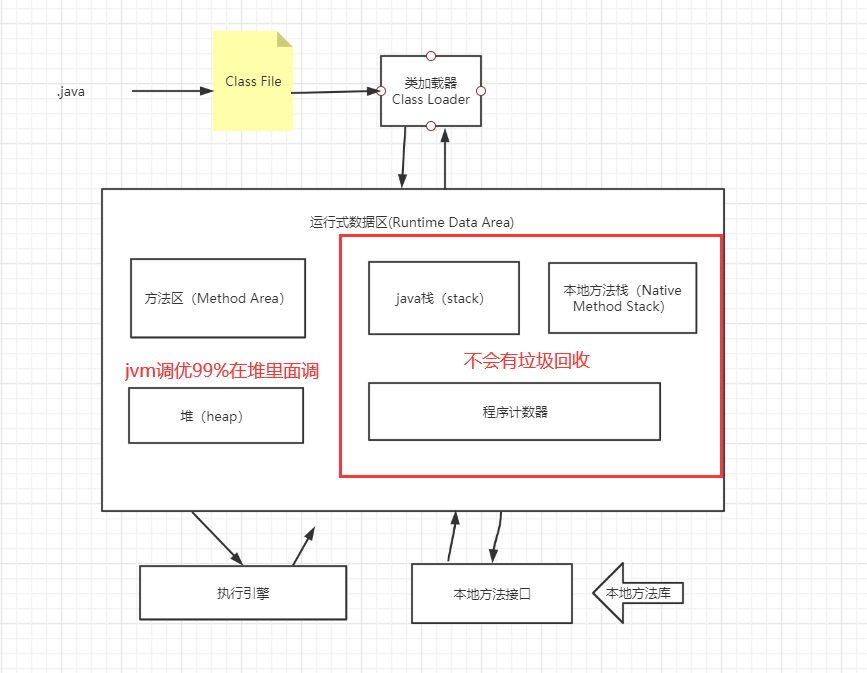 .java
Class File
类加载器
Class Loader
运行式数据区(Runtime Data Area)
方法区（Method Area）
java栈（stack）
本地方法栈（Native
Method Stack）
jvm调优99%在堆里面调
不会有垃圾回收
堆（heap）
程序计数器
执行引擎
本地方法接口
本地方法库